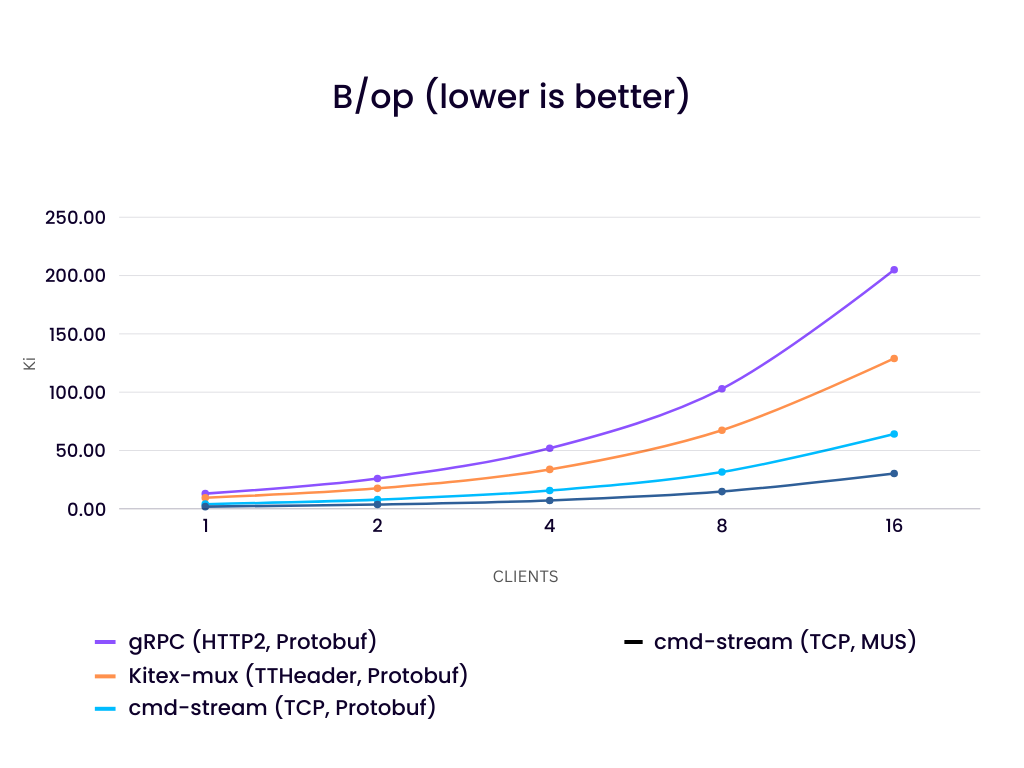 B/op (lower is better)
250.00
200.00
150.00
100.00
50.00
0.00
Ki
1 2 4 8 16
CLIENTS
gRPC (HTTP2, Protobuf)
Kitex-mux (TTHeader, Protobuf)
cmd-stream (TCP, Protobuf)
cmd-stream (TCP, MUS)